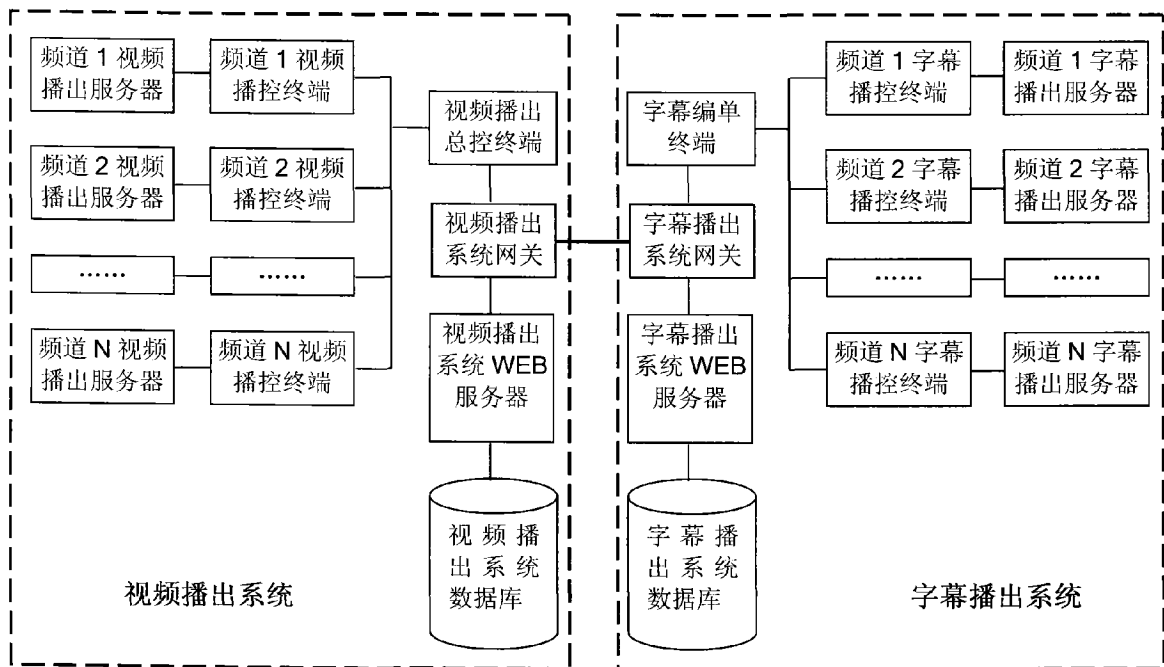 频道 1 视频
播出服务器
频道 1 视频
播控终端
频道 2 视频
播出服务器
频道 2 视频
播控终端
……
……
频道 N 视频
播出服务器
频道 N 视频
播控终端
视频播出
总控终端
视频播出
系统网关
视频播出
系统 WEB
服务器
视 频 播
出 系 统
数据库
视频播出系统
字幕编单
终端
字幕播出
系统网关
字幕播出
系统 WEB
服务器
字 幕 播
出 系 统
数据库
频道 1 字幕
播控终端
频道 1 字幕
播出服务器
频道 2 字幕
播控终端
频道 2 字幕
播出服务器
……
……
频道 N 字幕
播控终端
频道 N 字幕
播出服务器
字幕播出系统